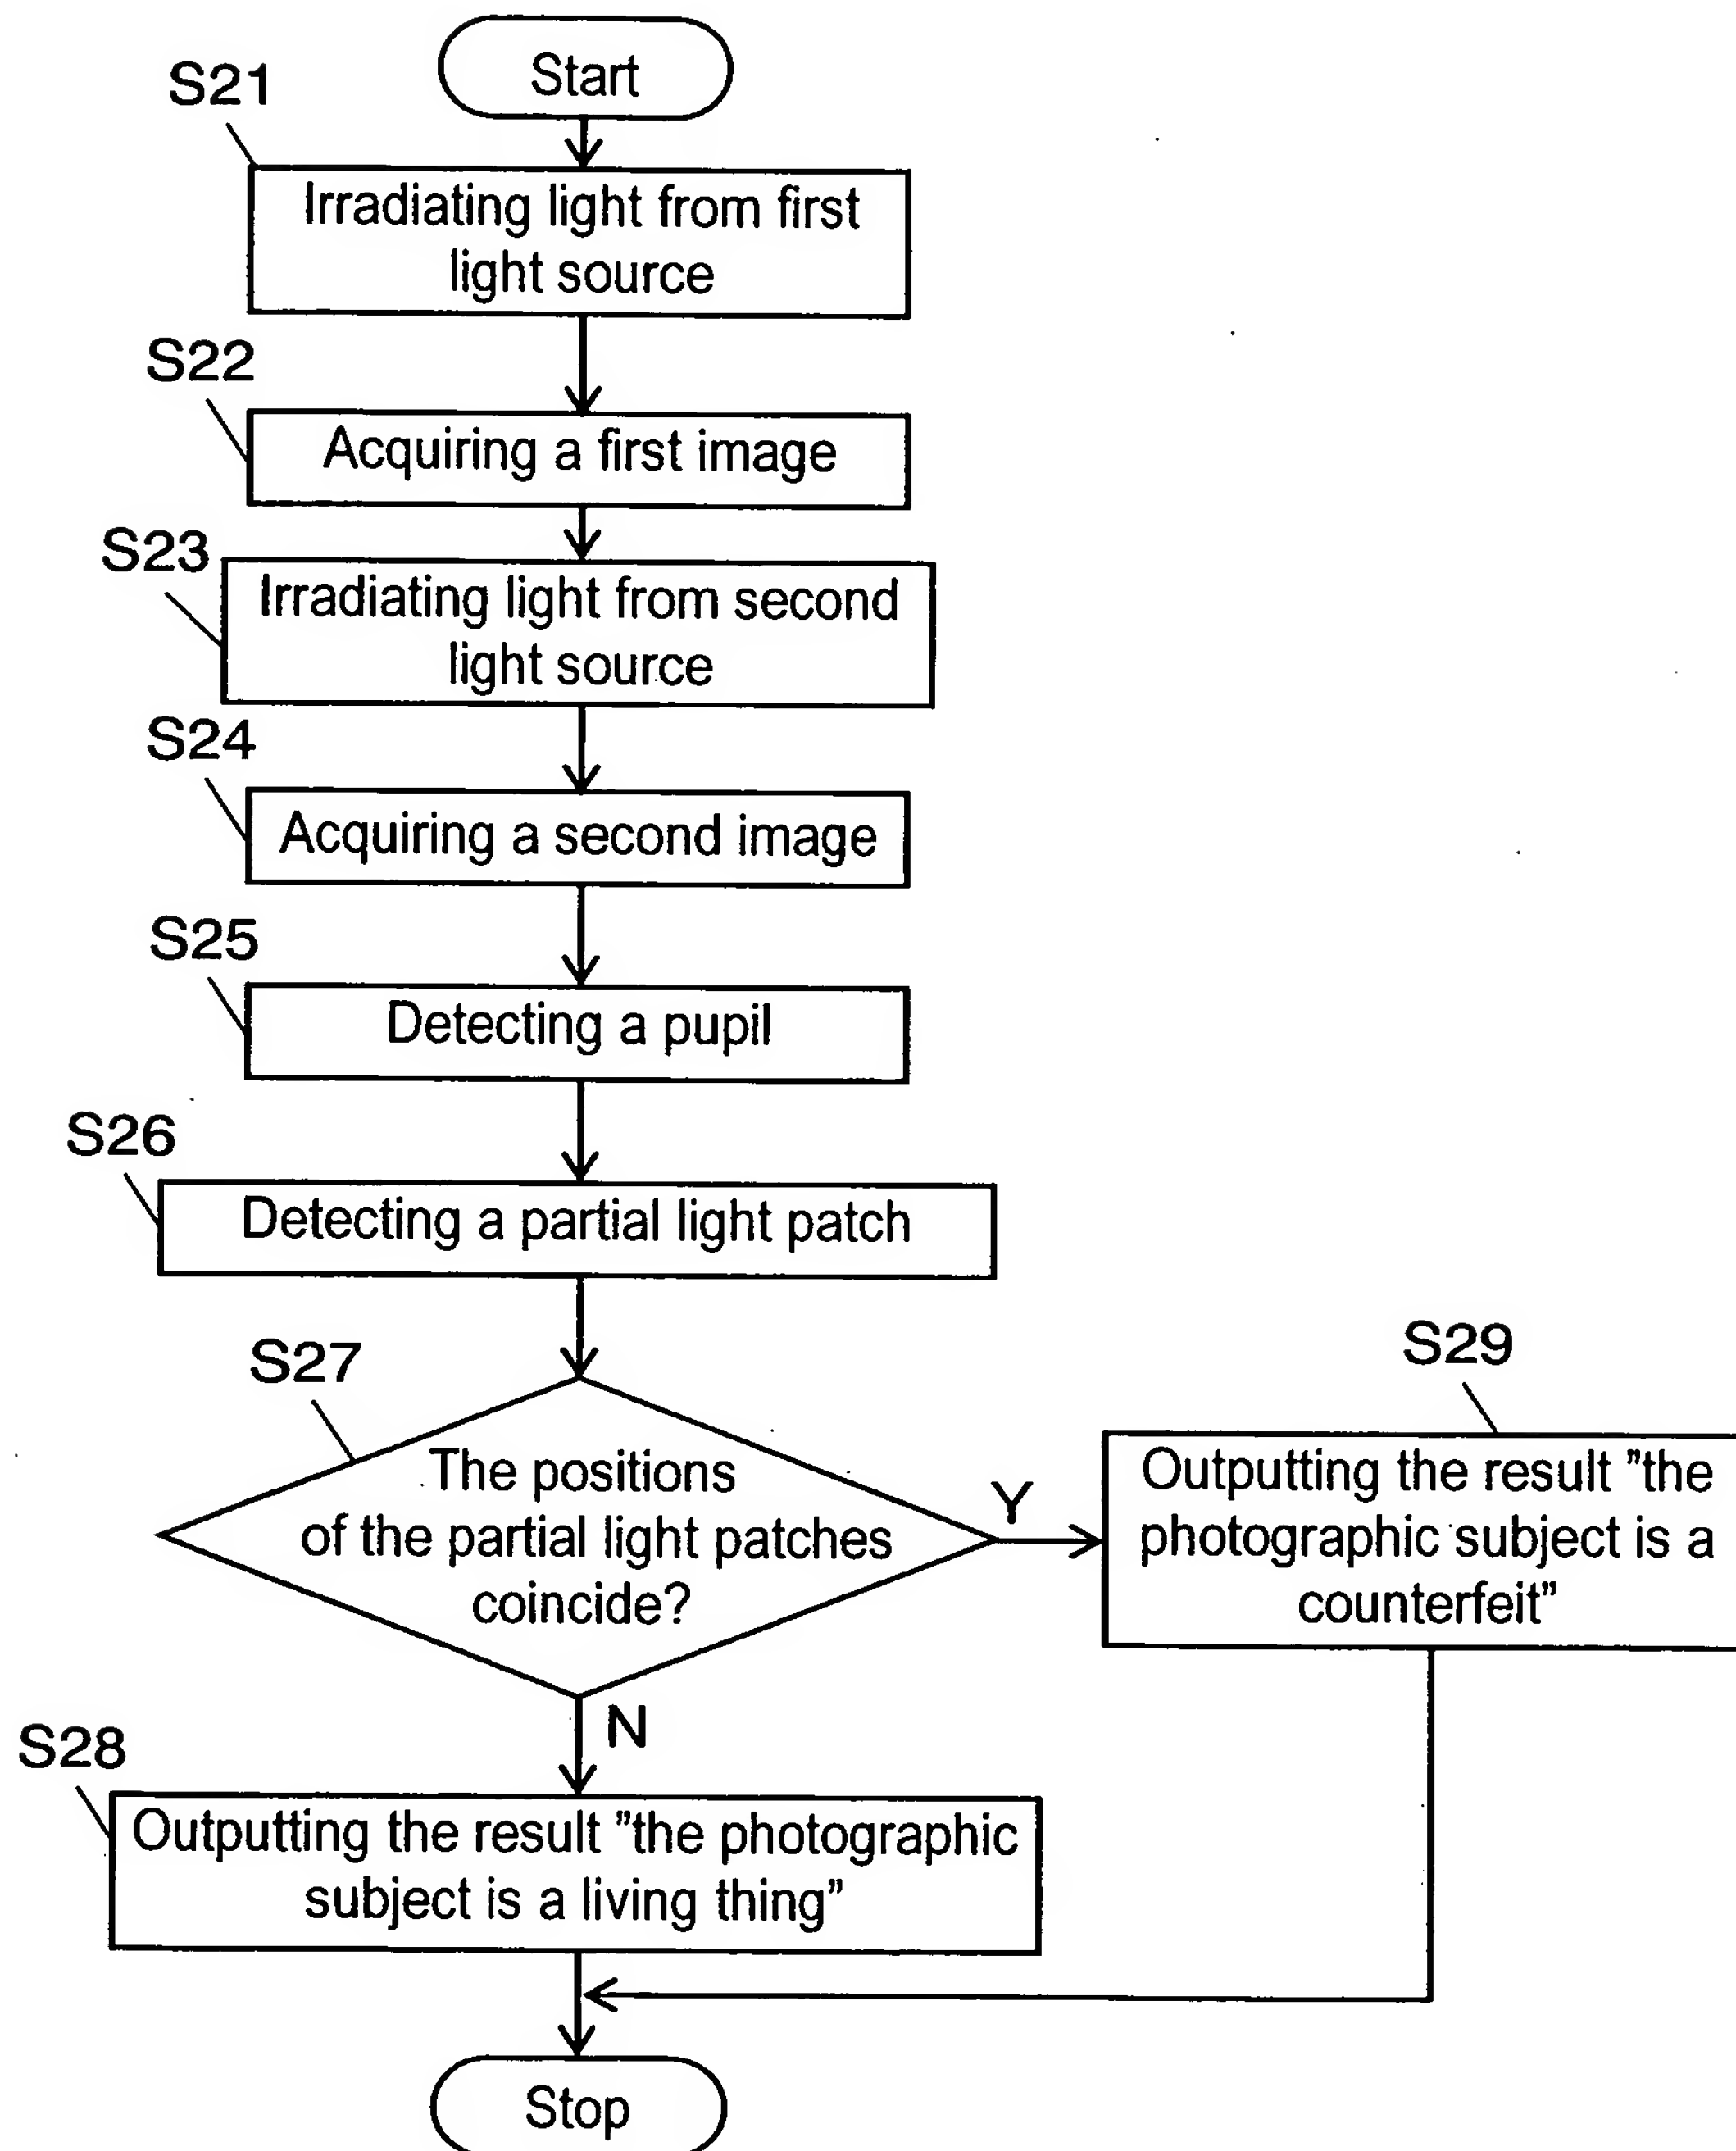 Start
S21
Irradiating light from first
light source
S22
Acquiring a first image
S23
Irradiating light from second
light source
S24
Acquiring a second image
S25
Detecting a pupil
S26
Detecting a partial light patch
S27
The positions
of the partial light patches
coincide?
Y
S29
Outputting the result ”the
photographic subject is a
counterfeit”
N
S28
Outputting the result ”the photographic
subject is a living thing”
Stop